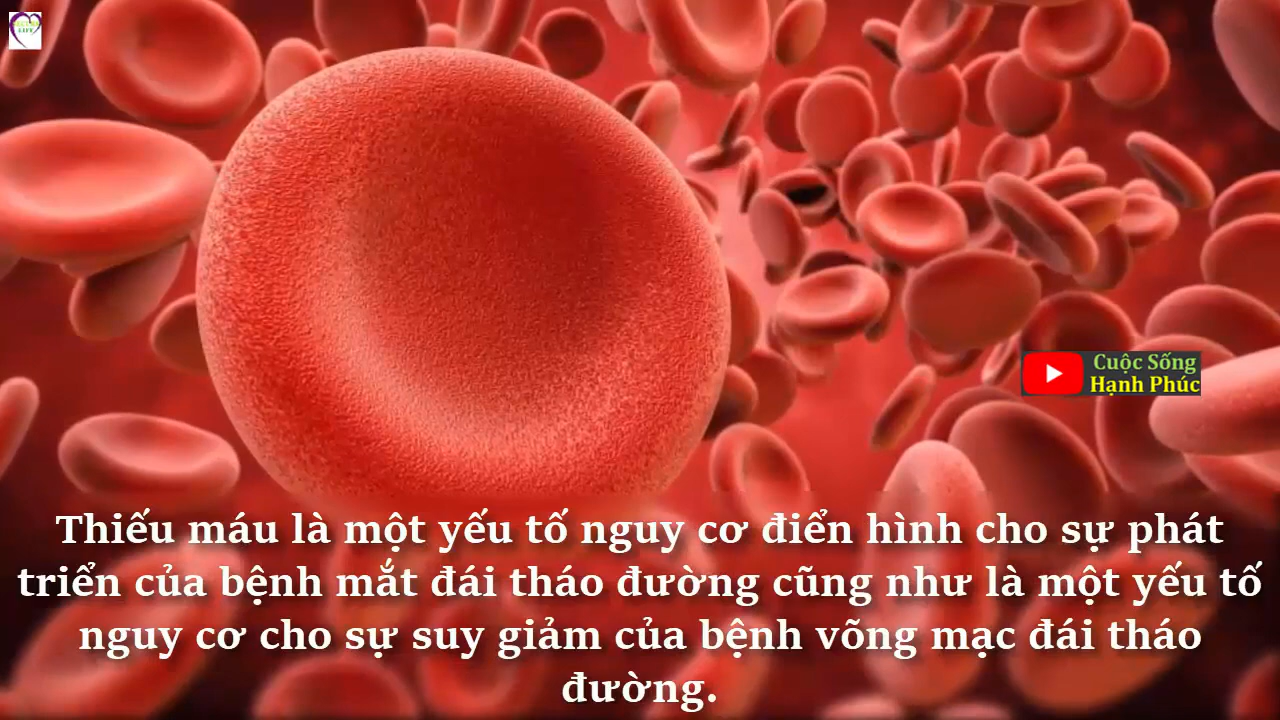 Cuộc Sống
Hạnh Phúc
Thiếu máu là một yếu tố nguy cơ điển hình cho sự phát
triển của bệnh mắt đái tháo đường cũng như là một yếu tố
nguy cơ cho sự suy giảm của bệnh võng mạc đái tháo
đường.